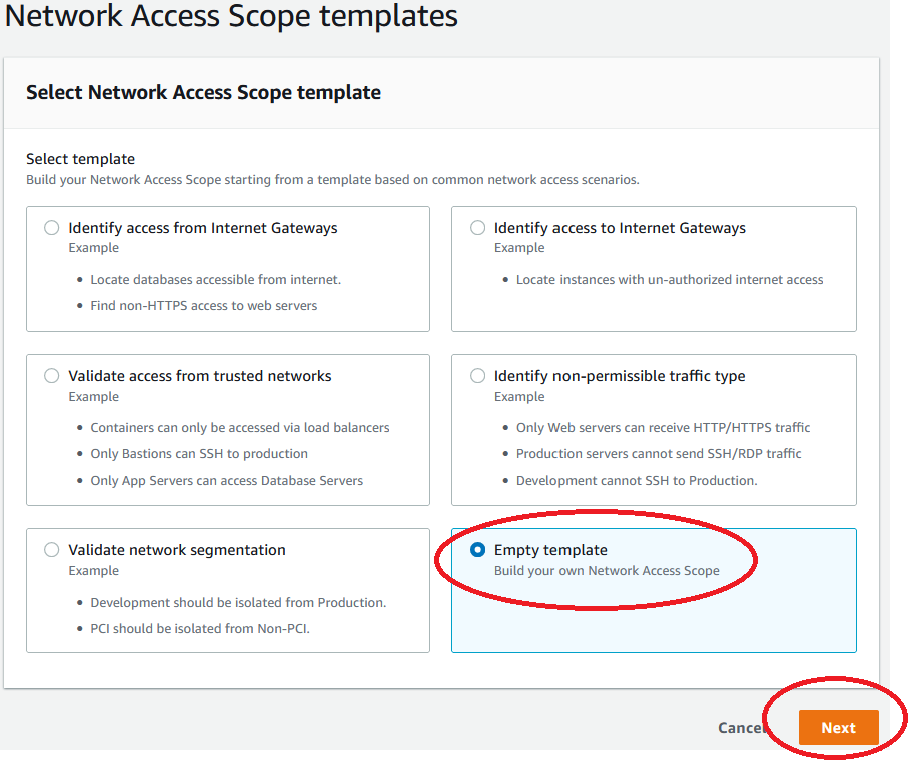 Network Access Scope templates
Select Network Access Scope template
Select template
Build your Network Access Scope starting from a template based on common network access scenarios.
Identify access from Internet Gateways
Example
• Locate databases accessible from internet.
• Find non-HTTPS access to web servers
Identify access to Internet Gateways
Example
• Locate instances with un-authorized internet access
Validate access from trusted networks
Example
• Containers can only be accessed via load balancers
• Only Bastions can SSH to production
• Only App Servers can access Database Servers
Identify non-permissible traffic type
Example
• Only Web servers can receive HTTP/HTTPS traffic
• Production servers cannot send SSH/RDP traffic
• Development cannot SSH to Production.
Validate network segmentation
Example
• Development should be isolated from Production.
• PCI should be isolated from Non-PCI.
Empty template
Build your own Network Access Scope
Cancel
Next